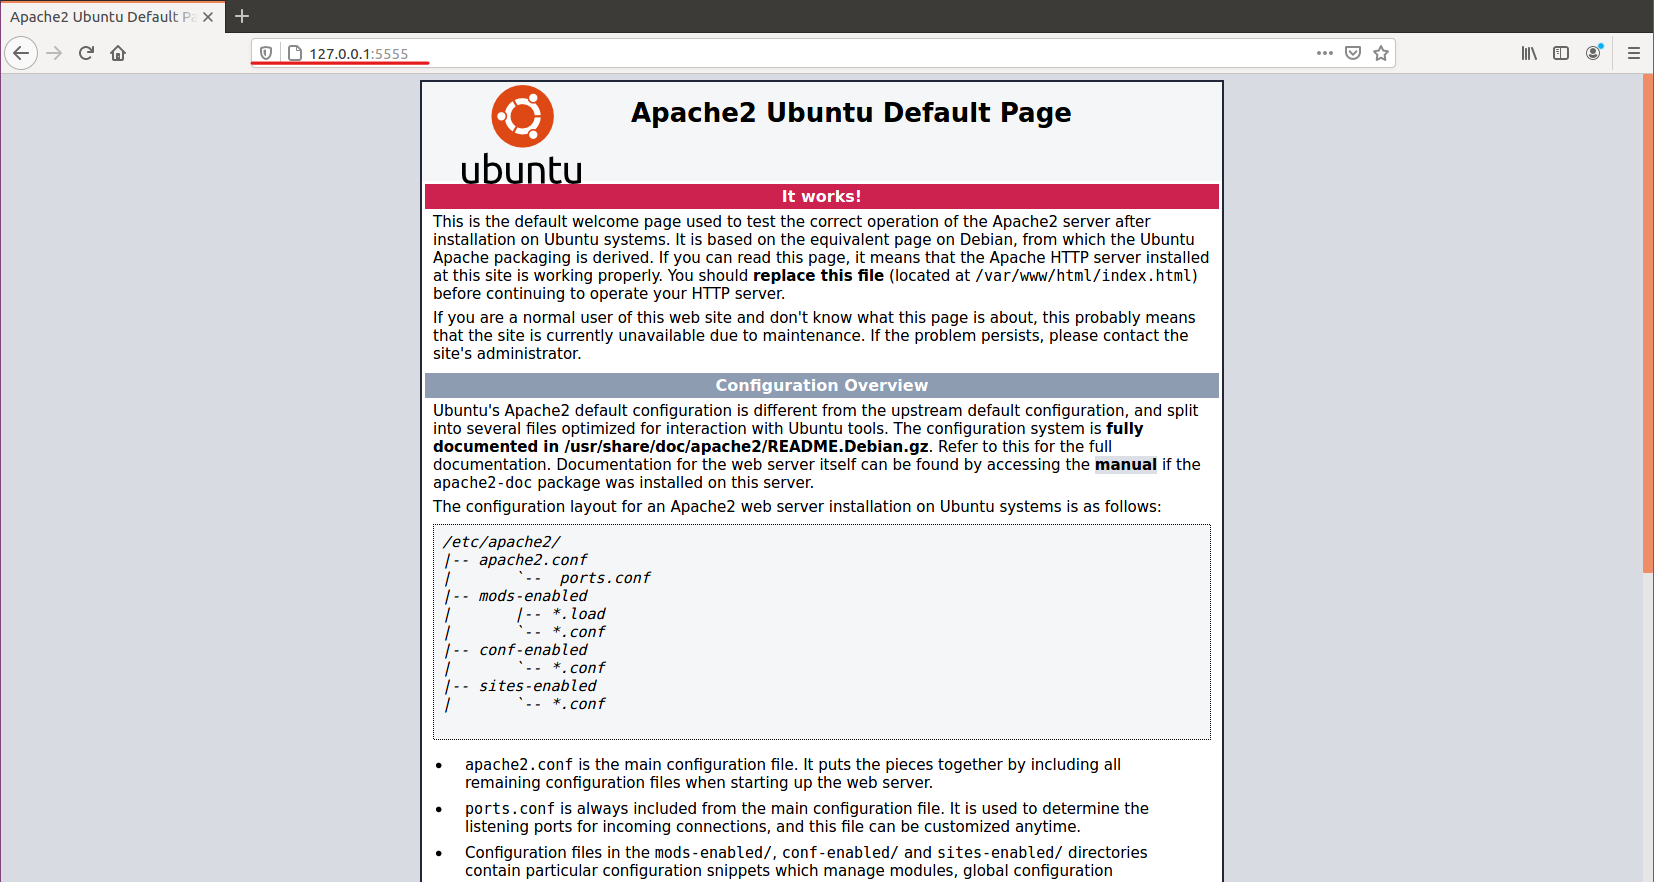 Apache2 Ubuntu Default Pa
127.0.0.1:5555
ubuntu
Apache2 Ubuntu Default Page
It works!
This is the default welcome page used to test the correct operation of the Apache2 server after
installation on Ubuntu systems. It is based on the equivalent page on Debian, from which the Ubuntu
Apache packaging is derived. If you can read this page, it means that the Apache HTTP server installed
at this site is working properly. You should replace this file (located at /var/www/html/index.html)
before continuing to operate your HTTP server.
If you are a normal user of this web site and don't know what this page is about, this probably means
that the site is currently unavailable due to maintenance. If the problem persists, please contact the
site's administrator.
Configuration Overview
Ubuntu's Apache2 default configuration is different from the upstream default configuration, and split
into several files optimized for interaction with Ubuntu tools. The configuration system is fully
documented in /usr/share/doc/apache2/README.Debian.gz. Refer to this for the full
documentation. Documentation for the web server itself can be found by accessing the manual if the
apache2-doc package was installed on this server.
The configuration layout for an Apache2 web server installation on Ubuntu systems is as follows:
/etc/apache2/
|-- apache2.conf
|       `--  ports.conf
|-- mods-enabled
|       |-- *.load
|       `-- *.conf
|-- conf-enabled
|       `-- *.conf
|-- sites-enabled
|       `-- *.conf
• apache2.conf is the main configuration file. It puts the pieces together by including all
remaining configuration files when starting up the web server.
• ports.conf is always included from the main configuration file. It is used to determine the
listening ports for incoming connections, and this file can be customized anytime.
• Configuration files in the mods-enabled/, conf-enabled/ and sites-enabled/ directories
contain particular configuration snippets which manage modules, global configuration